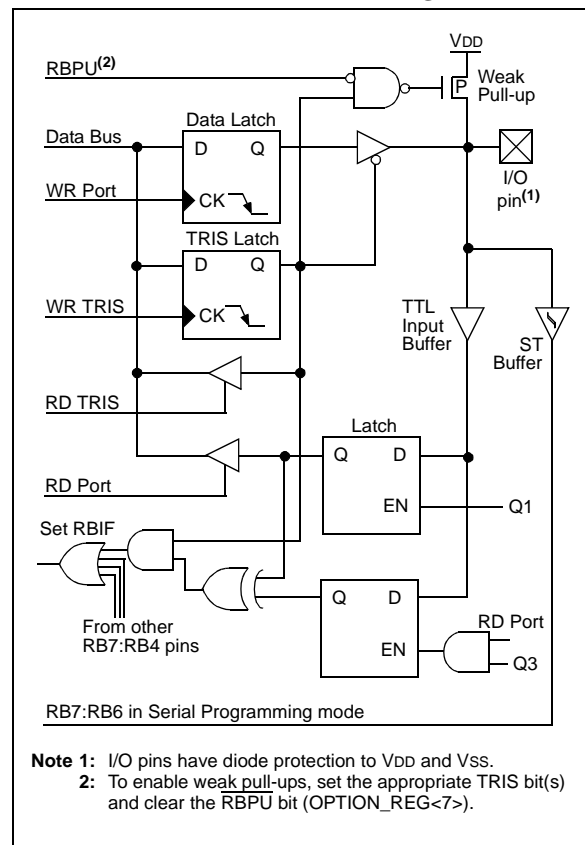 VDD
RBPU(2)
P
Weak
Pull-up
Data Latch
Data Bus
D Q
I/O
pin(1)
WR Port
CK
TRIS Latch
D Q
WR TRIS
CK
TTL
Input
Buffer
ST
Buffer
RD TRIS
Latch
Q D
RD Port
EN
Q1
Set RBIF
Q D
RD Port
EN
Q3
From other
RB7:RB4 pins
RB7:RB6 in Serial Programming mode
Note 1: I/O pins have diode protection to VDD and VSS.
2: To enable weak pull-ups, set the appropriate TRIS bit(s)
and clear the RBPU bit (OPTION_REG<7>).